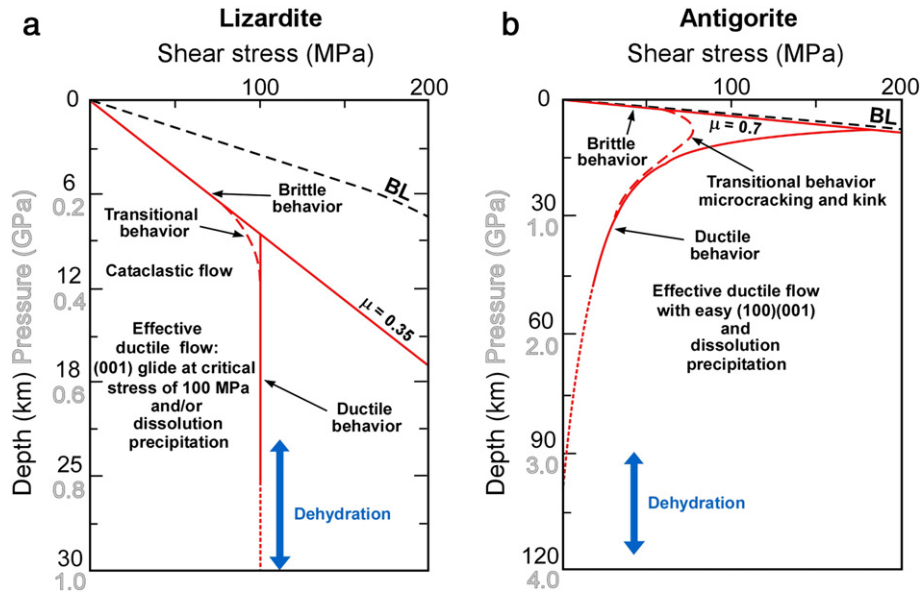 a
Lizardite
Shear stress (MPa)
100
200
0
6
0.2
12
0.4
18
0.6
25
0.8
30
1.0
Depth (km) Pressure (GPa)
BL
Brittle
behavior
Transitional
behavior
Cataclastic flow
μ = 0.35
Effective
ductile flow:
(001) glide at critical
stress of 100 MPa
and/or
dissolution
precipitation
Ductile
behavior
Dehydration
b
Antigorite
Shear stress (MPa)
100
200
0
30
1.0
60
2.0
90
3.0
120
4.0
Depth (km) Pressure (GPa)
BL
μ = 0.7
Brittle
behavior
Transitional behavior
microcracking and kink
Ductile
behavior
Effective ductile flow
with easy (100)(001)
and
dissolution
precipitation
Dehydration